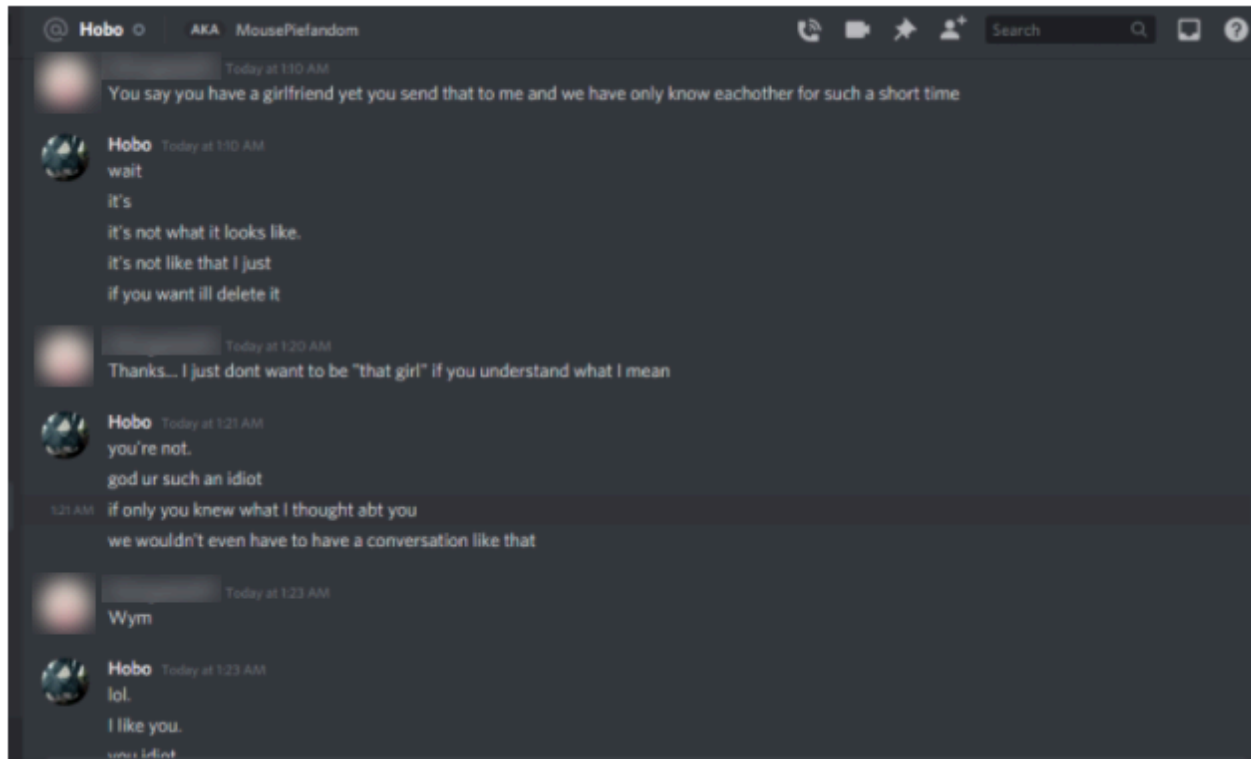 Hobo AKA MousePiefandom Search
Today at 1:10 AM
You say you have a girlfriend yet you send that to me and we have only know eachother for such a short time
Hobo Today at 1:10 AM
wait
it's
it's not what it looks like.
it's not like that I just
if you want ill delete it
Today at 1:20 AM
Thanks... I just dont want to be "that girl" if you understand what I mean
Hobo Today at 1:21 AM
you're not.
god ur such an idiot
1:21 AM if only you knew what I thought abt you
we wouldn't even have to have a conversation like that
Today at 1:23 AM
Wym
Hobo Today at 1:23 AM
lol.
I like you.
you idiot